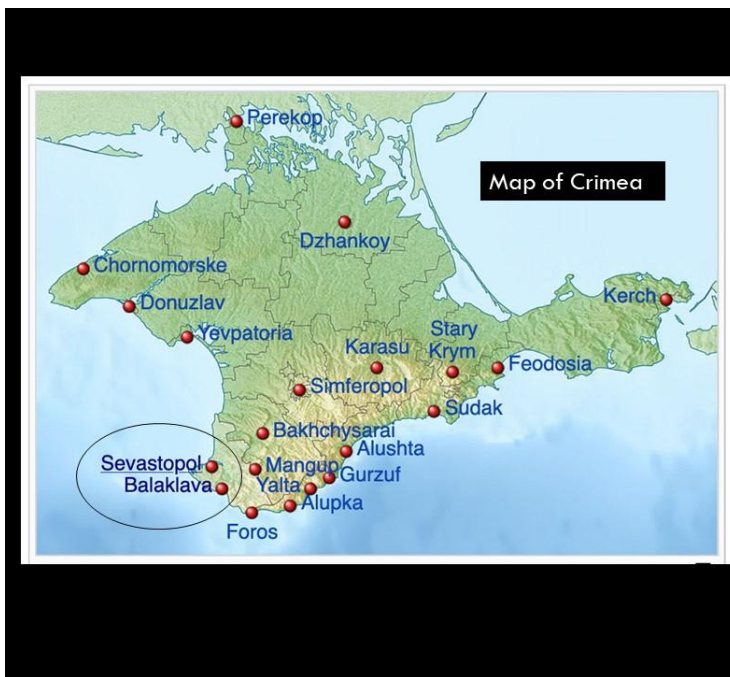 Perekop
Map of Crimea
Dzhankoy
Chornomorske
Donuzlav
Kerch
Yevpatoria
Stary
Krym
Karasu
Feodosia
Simferopol
Sudak
Bakhchysarai
Alushta
Sevastopol
Mangup
Gurzuf
Balaklava
Yalta
Alupka
Foros